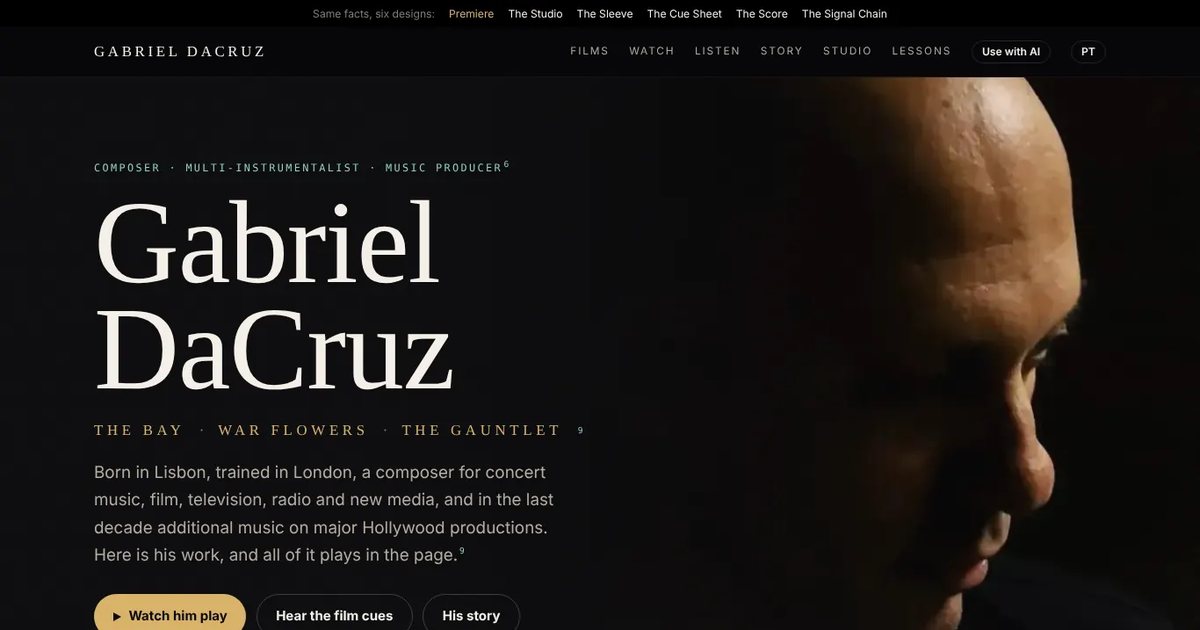 Same facts, six designs: Premiere The Studio The Sleeve The Cue Sheet The Score The Signal Chain
GABRIEL DACRUZ FILMS WATCH LISTEN STORY STUDIO LESSONS Use with AI PT
COMPOSER · MULTI-INSTRUMENTALIST · MUSIC PRODUCER6
Gabriel
DaCruz
THE BAY · WAR FLOWERS · THE GAUNTLET 9
Born in Lisbon, trained in London, a composer for concert
music, film, television, radio and new media, and in the last
decade additional music on major Hollywood productions.
Here is his work, and all of it plays in the page.9
▶ Watch him play Hear the film cues His story